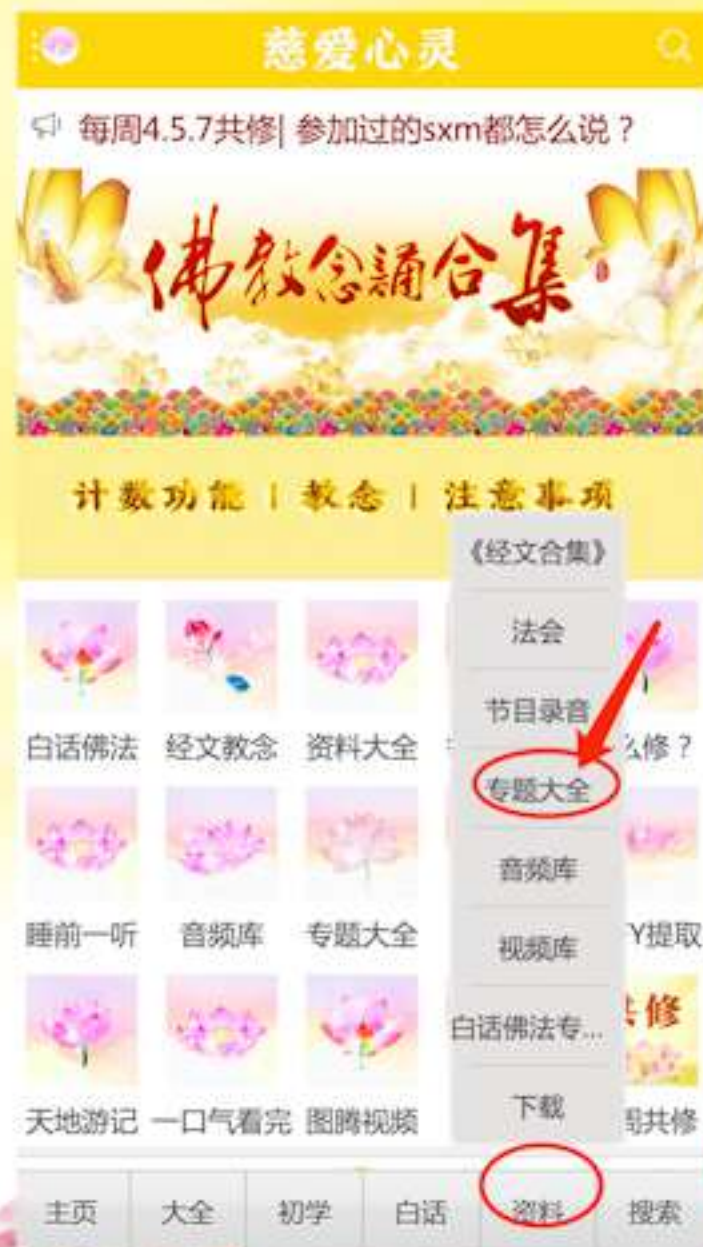 慈爱心灵
每周4.5.7共修| 参加过的sxm都怎么说？
佛教念诵合集
计数功能 | 教念 | 注意事项
《经文合集》
法会
节目录音
专题大全
音频库
视频库
白话佛法专...
下载
白话佛法 经文教念 资料大全 么修？
睡前一听 音频库 专题大全 Y提取
共修
天地游记 一口气看完 图腾视频 周共修
主页 大全 初学 白话 资料 搜索